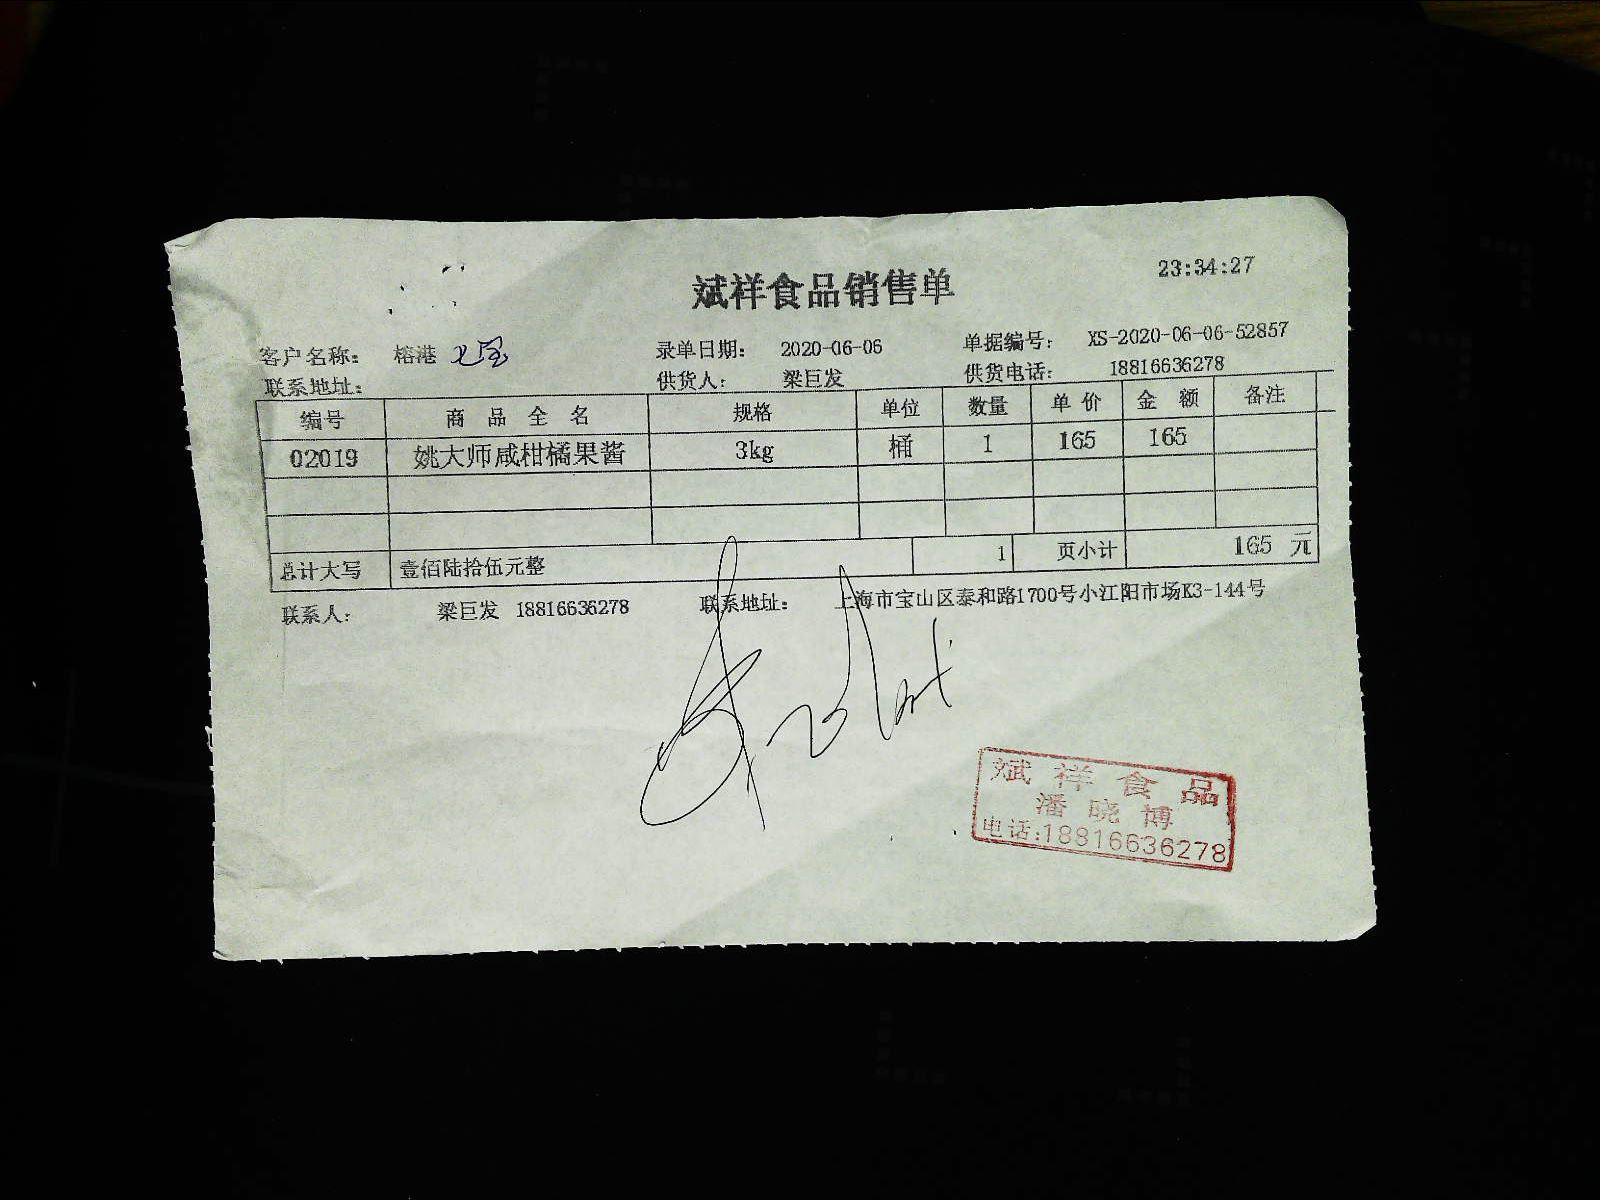 23:34:27
斌祥食品销售单
客户名称： 榕港 七宝 录单日期： 2020-06-06 单据编号： XS-2020-06-06-52857
联系地址： 供货人： 梁巨发 供货电话： 18816636278
编号 商品全名 规格 单位 数量 单价 金额 备注
02019 姚大师咸柑橘果酱 3kg 桶 1 165 165
总计大写 壹佰陆拾伍元整 1 页小计 165 元
联系人： 梁巨发 18816636278 联系地址： 上海市宝山区泰和路1700号小江阳市场K3-144号
斌祥食品
潘晓博
电话:18816636278